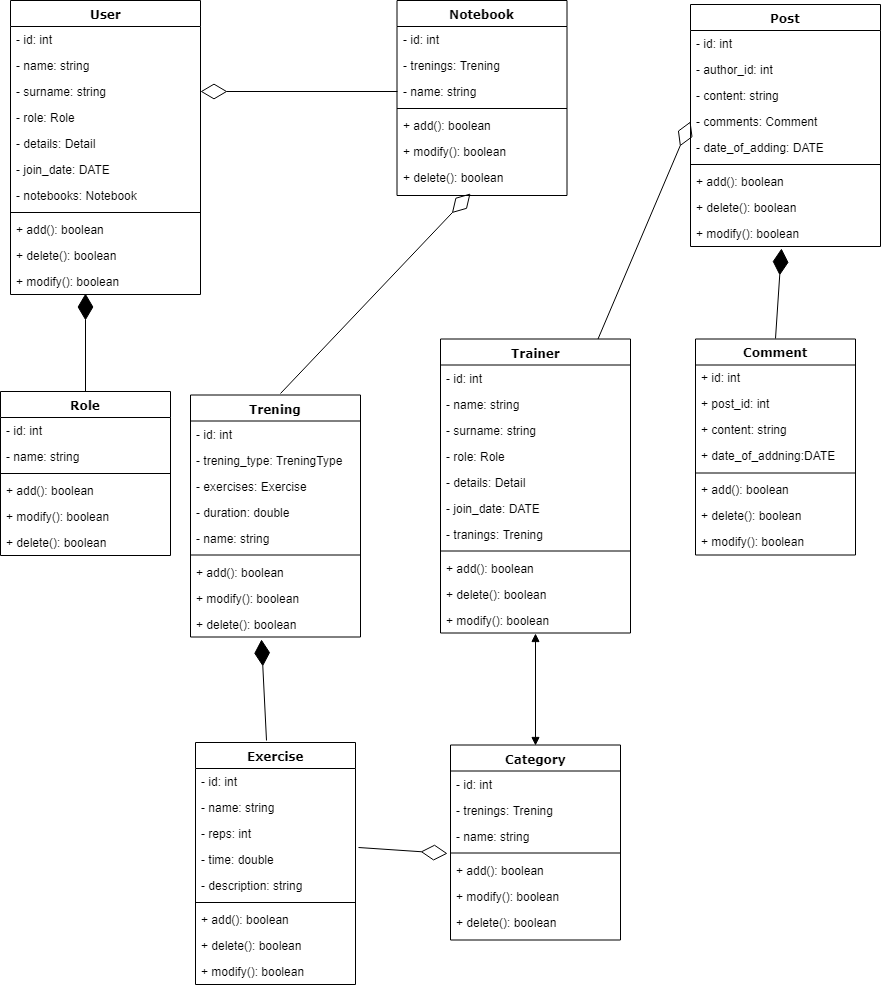 User
- id: int
- name: string
- surname: string
- role: Role
- details: Detail
- join_date: DATE
- notebooks: Notebook
+ add(): boolean
+ delete(): boolean
+ modify(): boolean
Notebook
- id: int
- trenings: Trening
- name: string
+ add(): boolean
+ modify(): boolean
+ delete(): boolean
Post
- id: int
- author_id: int
- content: string
- comments: Comment
- date_of_adding: DATE
+ add(): boolean
+ delete(): boolean
+ modify(): boolean
Role
- id: int
- name: string
+ add(): boolean
+ modify(): boolean
+ delete(): boolean
Trening
- id: int
- trening_type: TreningType
- exercises: Exercise
- duration: double
- name: string
+ add(): boolean
+ modify(): boolean
+ delete(): boolean
Trainer
- id: int
- name: string
- surname: string
- role: Role
- details: Detail
- join_date: DATE
- tranings: Trening
+ add(): boolean
+ delete(): boolean
+ modify(): boolean
Comment
+ id: int
+ post_id: int
+ content: string
+ date_of_addning:DATE
+ add(): boolean
+ delete(): boolean
+ modify(): boolean
Exercise
- id: int
- name: string
- reps: int
- time: double
- description: string
+ add(): boolean
+ delete(): boolean
+ modify(): boolean
Category
- id: int
- trenings: Trening
- name: string
+ add(): boolean
+ modify(): boolean
+ delete(): boolean